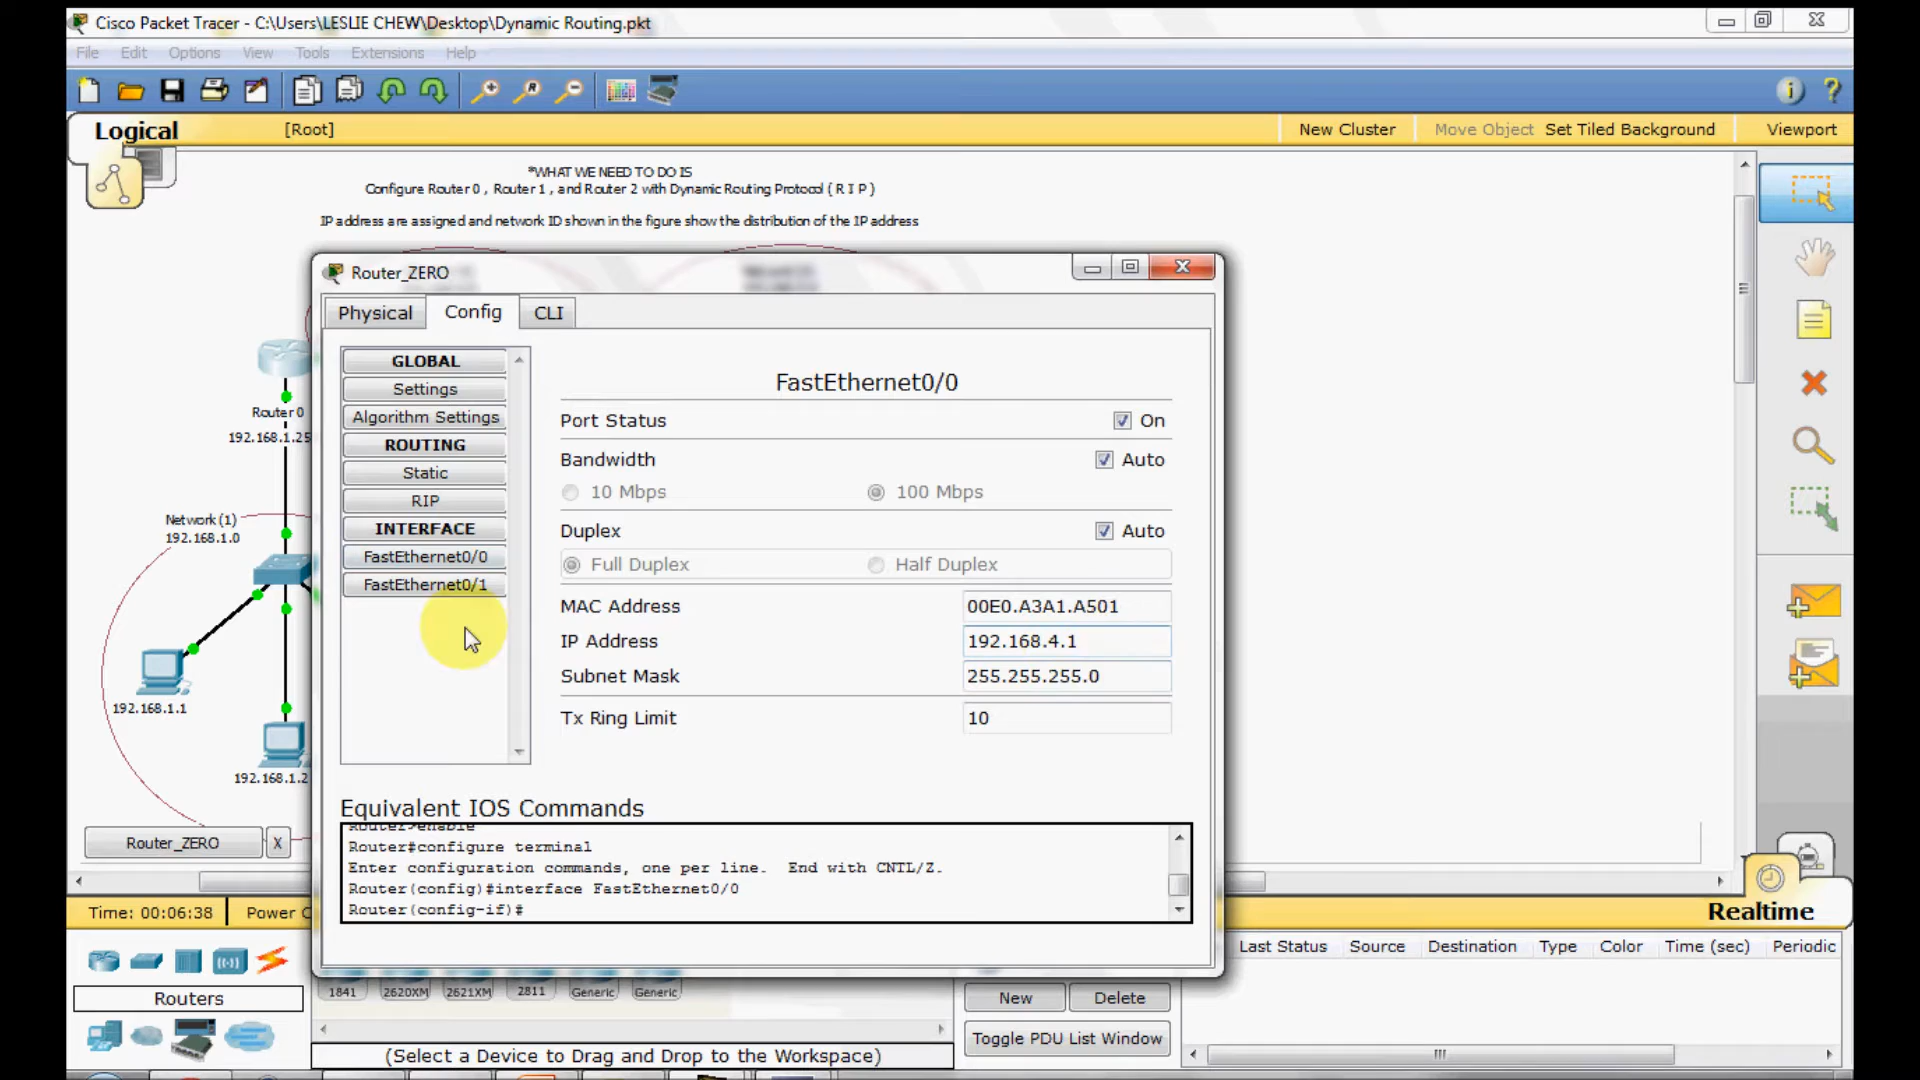 Cisco Packet Tracer - C:\Users\LESLIE CHEW\Desktop\Dynamic Routing.pkt
File Edit Options View Tools Extensions Help
Logical [Root] New Cluster Move Object Set Tiled Background Viewport
*WHAT WE NEED TO DO IS
Configure Router 0 , Router 1 , and Router 2 with Dynamic Routing Protocol ( R I P )
IP address are assigned and network ID shown in the figure show the distribution of the IP address
Router_ZERO
Physical Config CLI
GLOBAL
Settings
Algorithm Settings
ROUTING
Static
RIP
INTERFACE
FastEthernet0/0
FastEthernet0/1
FastEthernet0/0
Port Status On
Bandwidth Auto
10 Mbps 100 Mbps
Duplex Auto
Full Duplex Half Duplex
MAC Address 00E0.A3A1.A501
IP Address 192.168.4.1
Subnet Mask 255.255.255.0
Tx Ring Limit 10
Equivalent IOS Commands
Router>enable
Router#configure terminal
Enter configuration commands, one per line. End with CNTL/Z.
Router(config)#interface FastEthernet0/0
Router(config-if)#
Router 0
192.168.1.25
Network (1)
192.168.1.0
192.168.1.1
192.168.1.2
Router_ZERO X
Time: 00:06:38 Power C
Realtime
Routers
1841 2620XM 2621XM 2811 Generic Generic
(Select a Device to Drag and Drop to the Workspace)
New Delete
Toggle PDU List Window
Last Status Source Destination Type Color Time (sec) Periodic